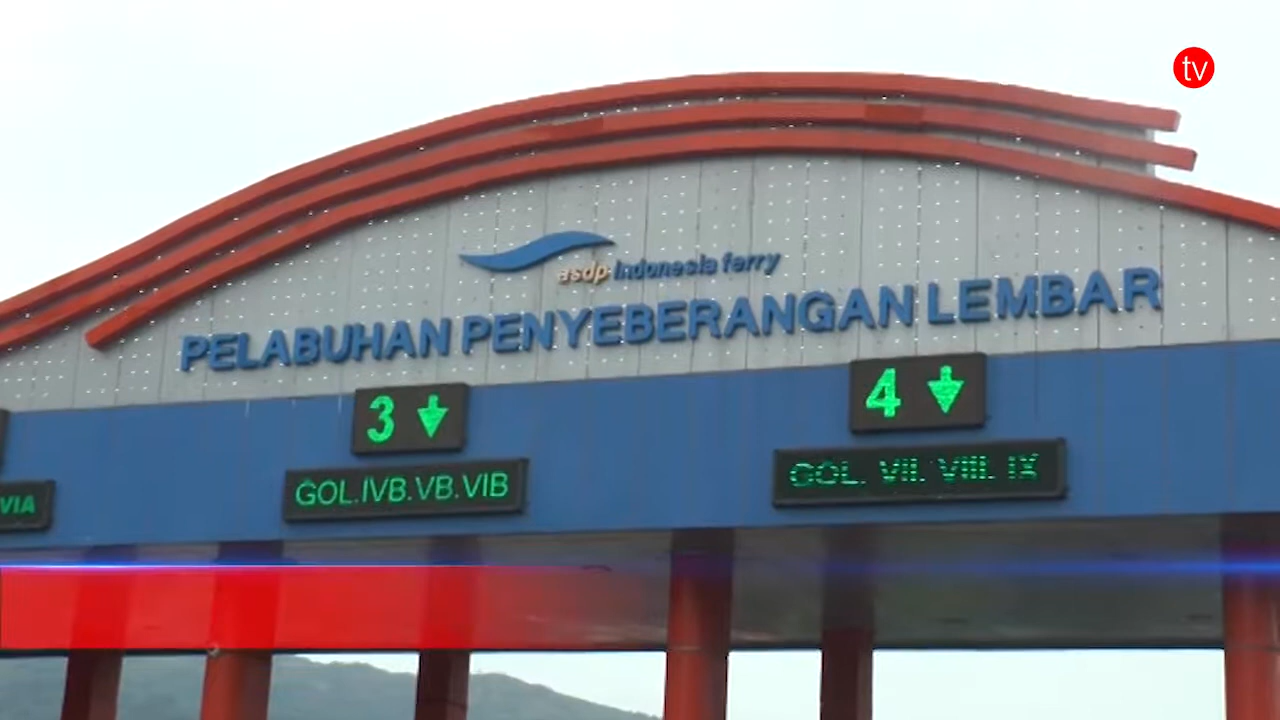 tv
asdp indonesia ferry
PELABUHAN PENYEBERANGAN LEMBAR
3
4
VIA
GOL.IVB.VB.VIB
GOL. VII. VIII. IX